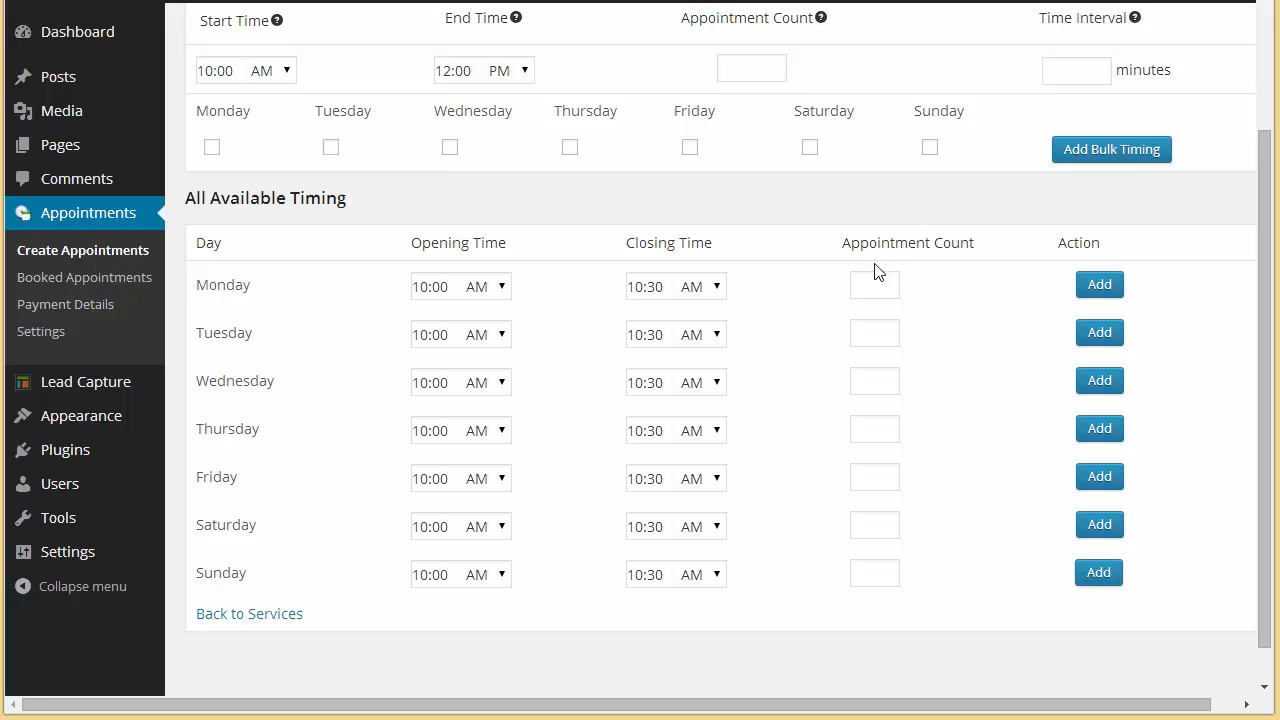 Dashboard
Posts
Media
Pages
Comments
Appointments
Create Appointments
Booked Appointments
Payment Details
Settings
Lead Capture
Appearance
Plugins
Users
Tools
Settings
Collapse menu
Start Time End Time Appointment Count Time Interval
10:00 AM 12:00 PM minutes
Monday Tuesday Wednesday Thursday Friday Saturday Sunday
Add Bulk Timing
All Available Timing
Day Opening Time Closing Time Appointment Count Action
Monday 10:00 AM 10:30 AM Add
Tuesday 10:00 AM 10:30 AM Add
Wednesday 10:00 AM 10:30 AM Add
Thursday 10:00 AM 10:30 AM Add
Friday 10:00 AM 10:30 AM Add
Saturday 10:00 AM 10:30 AM Add
Sunday 10:00 AM 10:30 AM Add
Back to Services